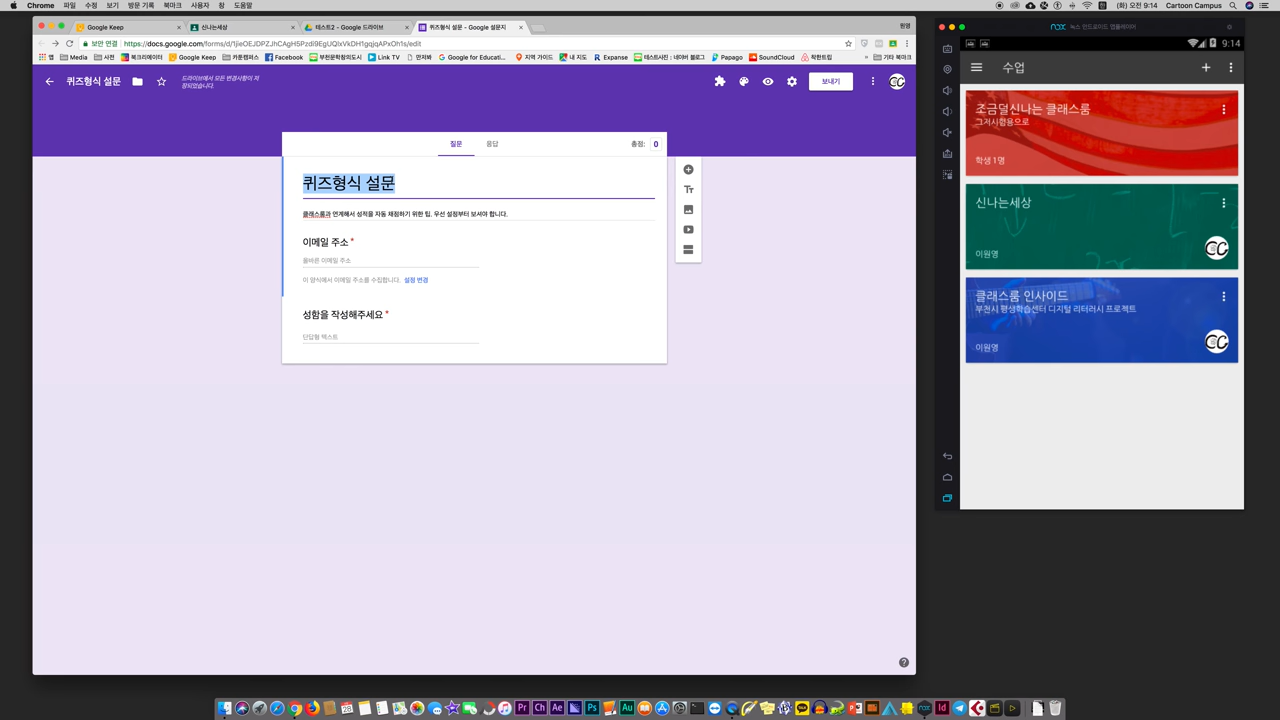 Chrome 파일 수정 보기 방문 기록 북마크 사용자 창 도움말
(화) 오전 9:14 Cartoon Campus
Google Keep
신나는세상
테스트2 - Google 드라이브
퀴즈형식 설문 - Google 설문지
원영
보안 연결 https://docs.google.com/forms/d/1jieOEJDPZJhCAgH5Pzdl9EgUQixVkDH1gqjqAPxOh1s/edit
앱 Media 사전 북크리에이터 Google Keep 카툰캠퍼스 Facebook 부천문학창의도시 Link TV 만저봐 Google for Educati... 지역 가이드 내 지도 Expanse 테스트사진 : 네이버 블로그 Papago SoundCloud 착한트립 기타 북마크
퀴즈형식 설문
드라이브에서 모든 변경사항이 저
장되었습니다.
보내기
질문 응답 총점: 0
퀴즈형식 설문
클래스룸과 연계해서 성적을 자동 채점하기 위한 팁. 우선 설정부터 보셔야 합니다.
이메일 주소 *
올바른 이메일 주소
이 양식에서 이메일 주소를 수집합니다. 설정 변경
성함을 작성해주세요 *
단답형 텍스트
nox 녹스 안드로이드 앱플레이어
9:14
수업
조금덜신나는 클래스룸
그저시험용으로
학생 1명
신나는세상
이원영
클래스룸 인사이드
부천시 평생학습센터 디지털 리터러시 프로젝트
이원영
Pr Ch Ae Ps Au nox Id